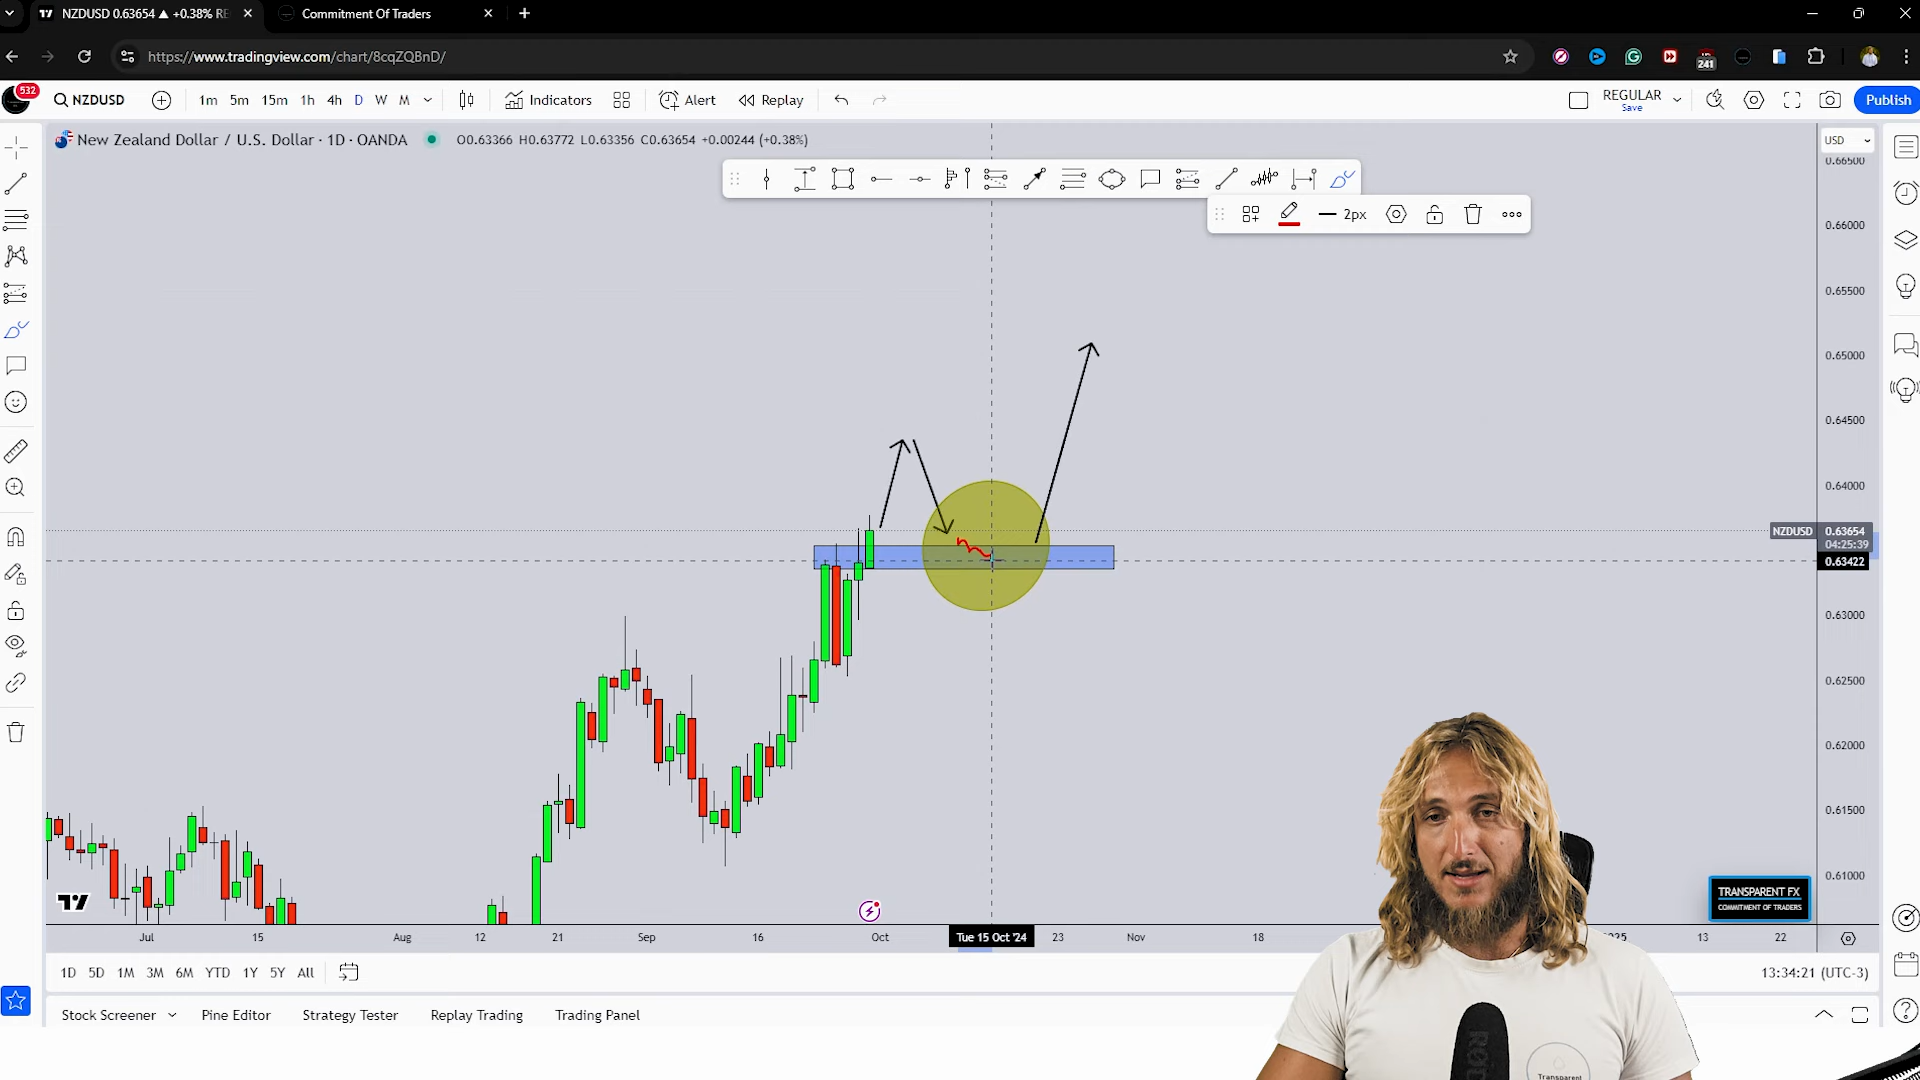 NZDUSD 0.63654 ▲ +0.38% RE
Commitment Of Traders
https://www.tradingview.com/chart/8cqZQBnD/
241
532
NZDUSD
1m 5m 15m 1h 4h D W M
Indicators
Alert
Replay
REGULAR
Save
Publish
New Zealand Dollar / U.S. Dollar · 1D · OANDA
O0.63366 H0.63772 L0.63356 C0.63654 +0.00244 (+0.38%)
USD
2px
0.66500
0.66000
0.65500
0.65000
0.64500
0.64000
NZDUSD 0.63654
04:25:39
0.63422
0.63000
0.62500
0.62000
0.61500
0.61000
TRANSPARENT FX
COMMITMENT OF TRADERS
Jul 15 Aug 12 21 Sep 16 Oct Tue 15 Oct '24 23 Nov 18 2025 13 22
1D 5D 1M 3M 6M YTD 1Y 5Y All
13:34:21 (UTC-3)
Stock Screener Pine Editor Strategy Tester Replay Trading Trading Panel
RØDE
Transparent